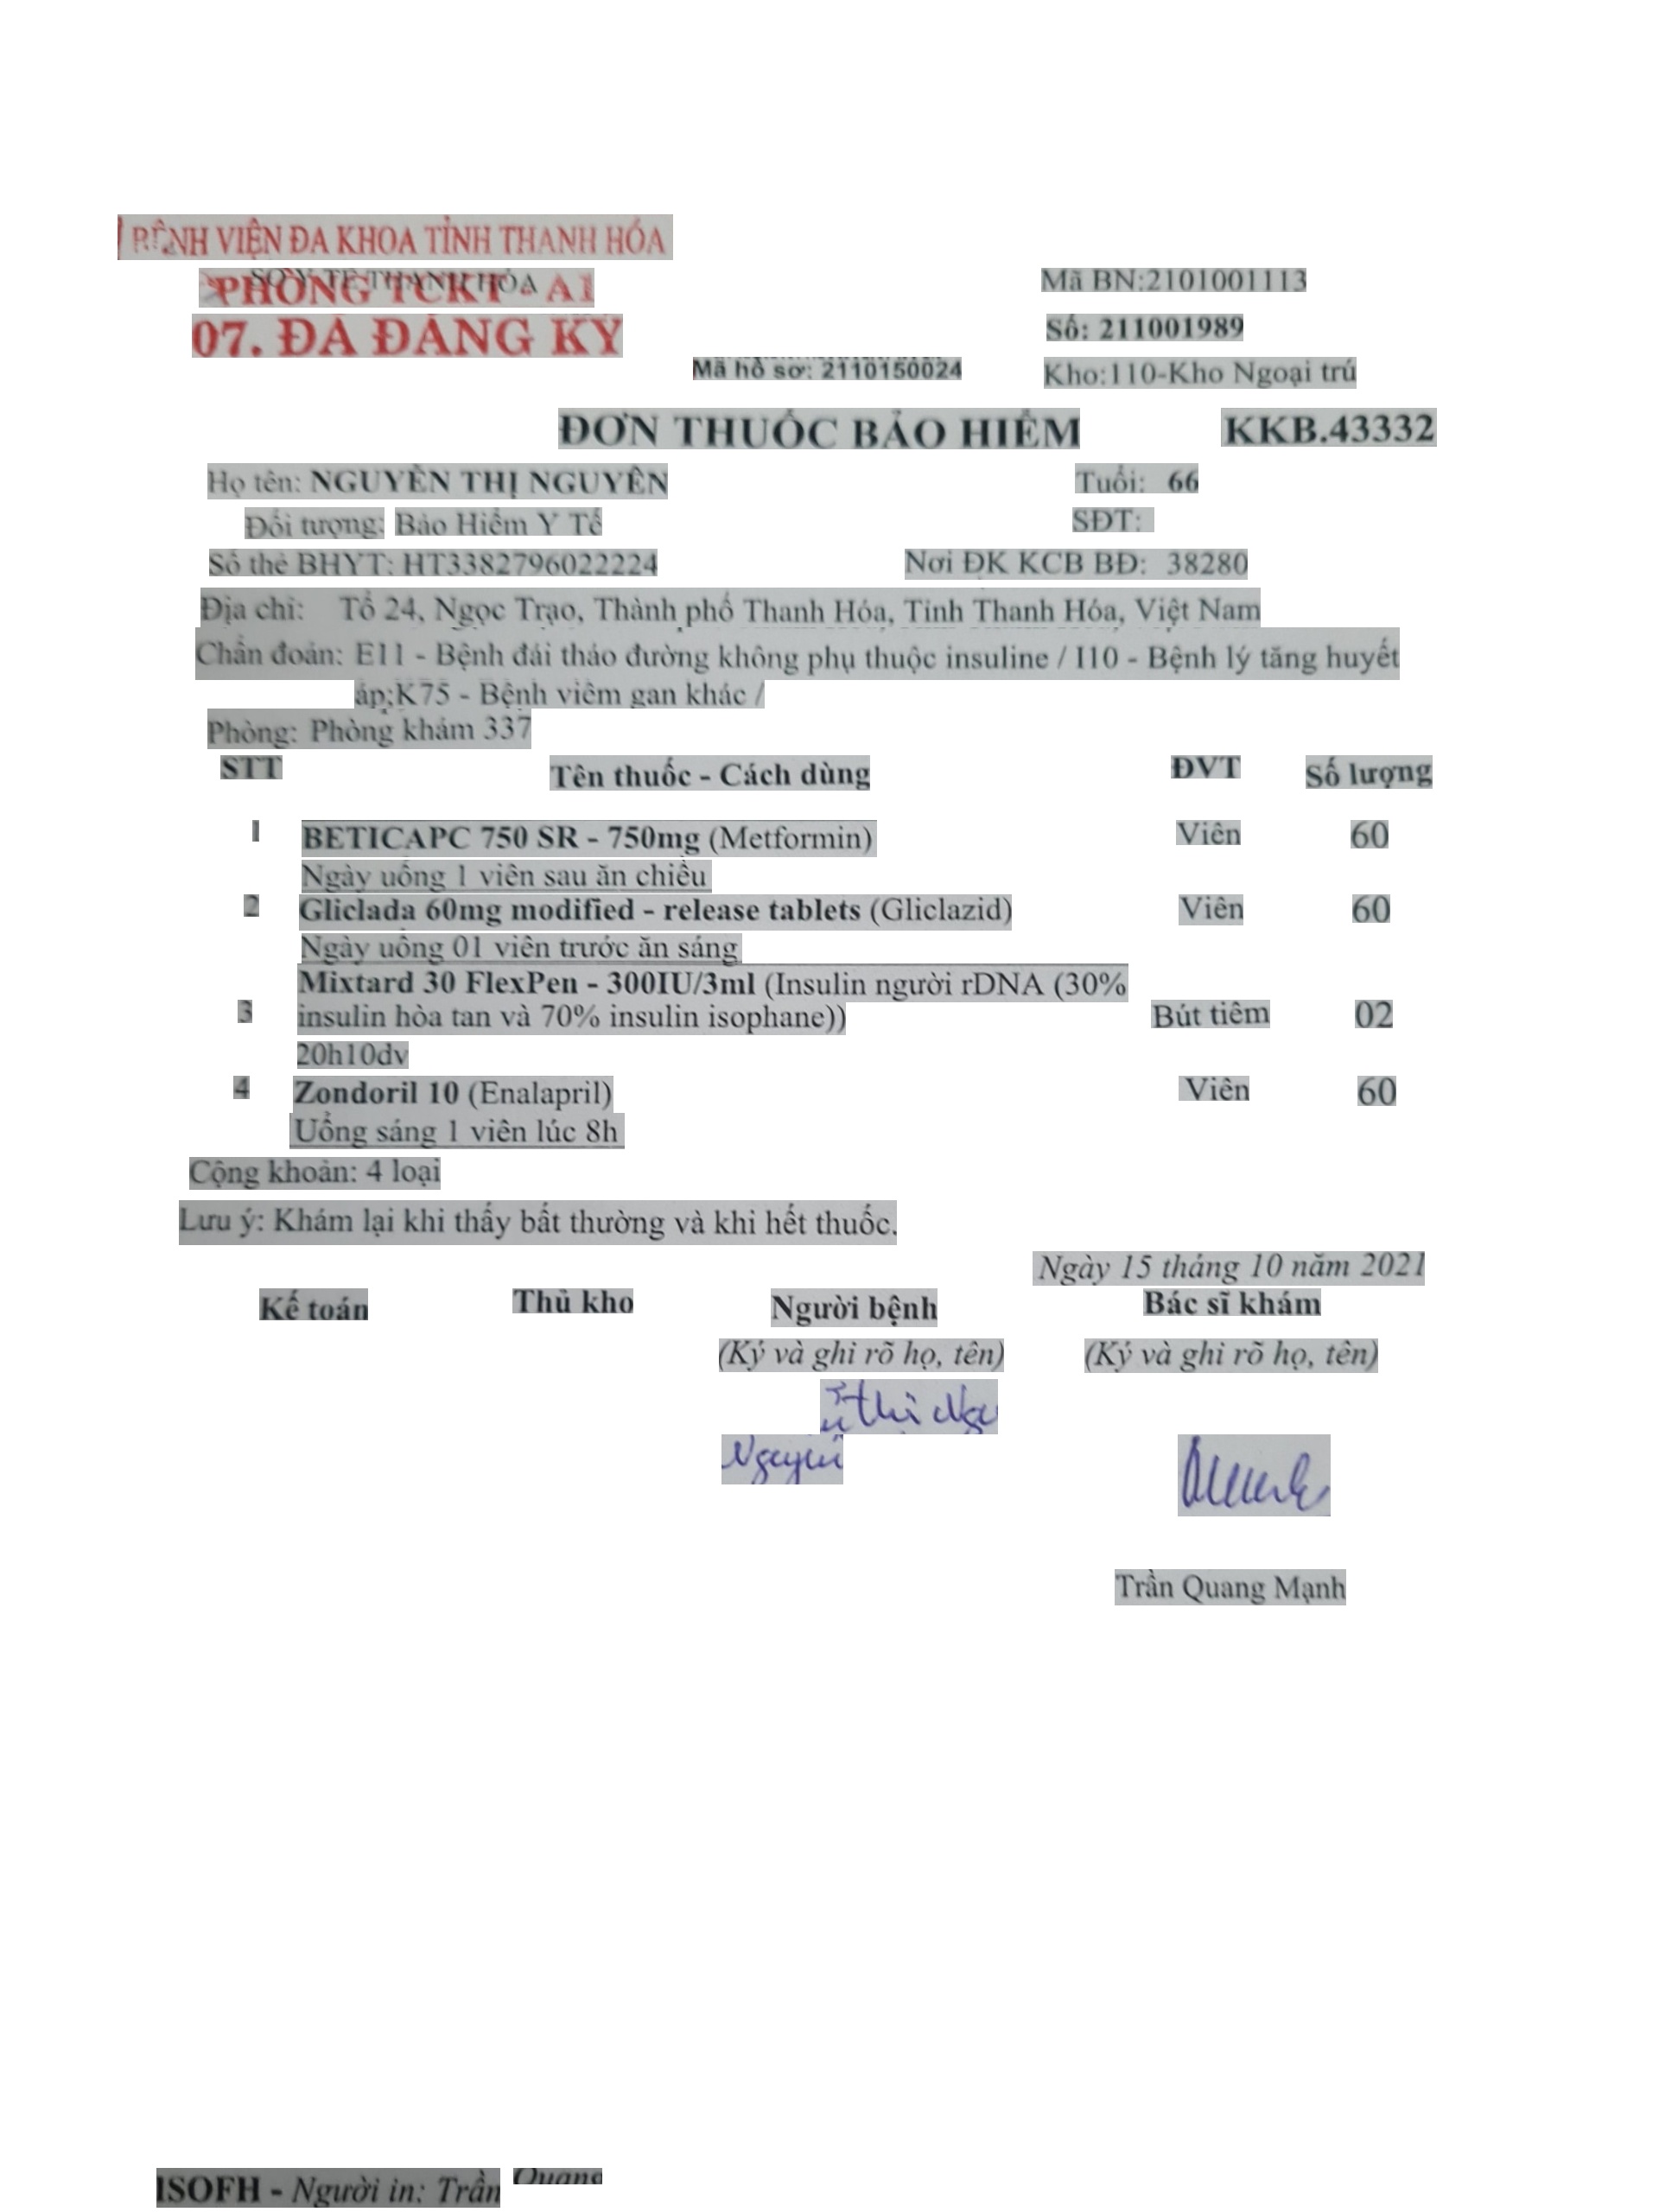 BỆNH VIỆN ĐA KHOA TỈNH THANH HÓA
SỞ Y TẾ THANH HÓA
PHÒNG TCKT - A1
Mã BN:2101001113
07. ĐÃ ĐĂNG KÝ
Số: 211001989
Mã hồ sơ: 2110150024
Kho:110-Kho Ngoại trú
ĐƠN THUỐC BẢO HIỂM KKB.43332
Họ tên: NGUYỄN THỊ NGUYÊN Tuổi: 66
Đối tượng: Bảo Hiểm Y Tế SĐT:
Số thẻ BHYT: HT3382796022224 Nơi ĐK KCB BĐ: 38280
Địa chỉ: Tổ 24, Ngọc Trạo, Thành phố Thanh Hóa, Tỉnh Thanh Hóa, Việt Nam
Chẩn đoán: E11 - Bệnh đái tháo đường không phụ thuộc insuline / I10 - Bệnh lý tăng huyết
áp;K75 - Bệnh viêm gan khác /
Phòng: Phòng khám 337
STT Tên thuốc - Cách dùng ĐVT Số lượng
1 BETICAPC 750 SR - 750mg (Metformin) Viên 60
Ngày uống 1 viên sau ăn chiều
2 Gliclada 60mg modified - release tablets (Gliclazid) Viên 60
Ngày uống 01 viên trước ăn sáng
Mixtard 30 FlexPen - 300IU/3ml (Insulin người rDNA (30%
3 insulin hòa tan và 70% insulin isophane)) Bút tiêm 02
20h10dv
4 Zondoril 10 (Enalapril) Viên 60
Uống sáng 1 viên lúc 8h
Cộng khoản: 4 loại
Lưu ý: Khám lại khi thấy bất thường và khi hết thuốc.
Ngày 15 tháng 10 năm 2021
Kế toán Thủ kho Người bệnh Bác sĩ khám
(Ký và ghi rõ họ, tên) (Ký và ghi rõ họ, tên)
Trần Quang Mạnh
ISOFH - Người in: Trần Quang